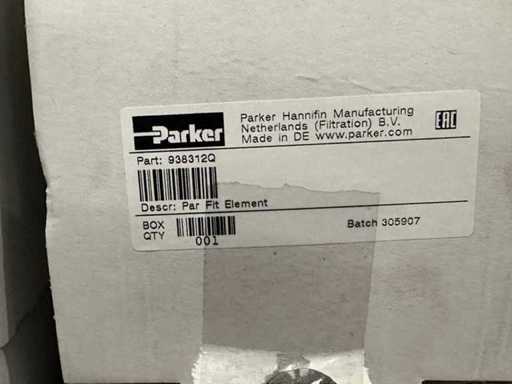 Parker
Parker Hannifin Manufacturing
Netherlands (Filtration) B.V.
Made in DE www.parker.com
EAC
Part: 938312Q
Descr: Par Fit Element
BOX
QTY
001
Batch 305907